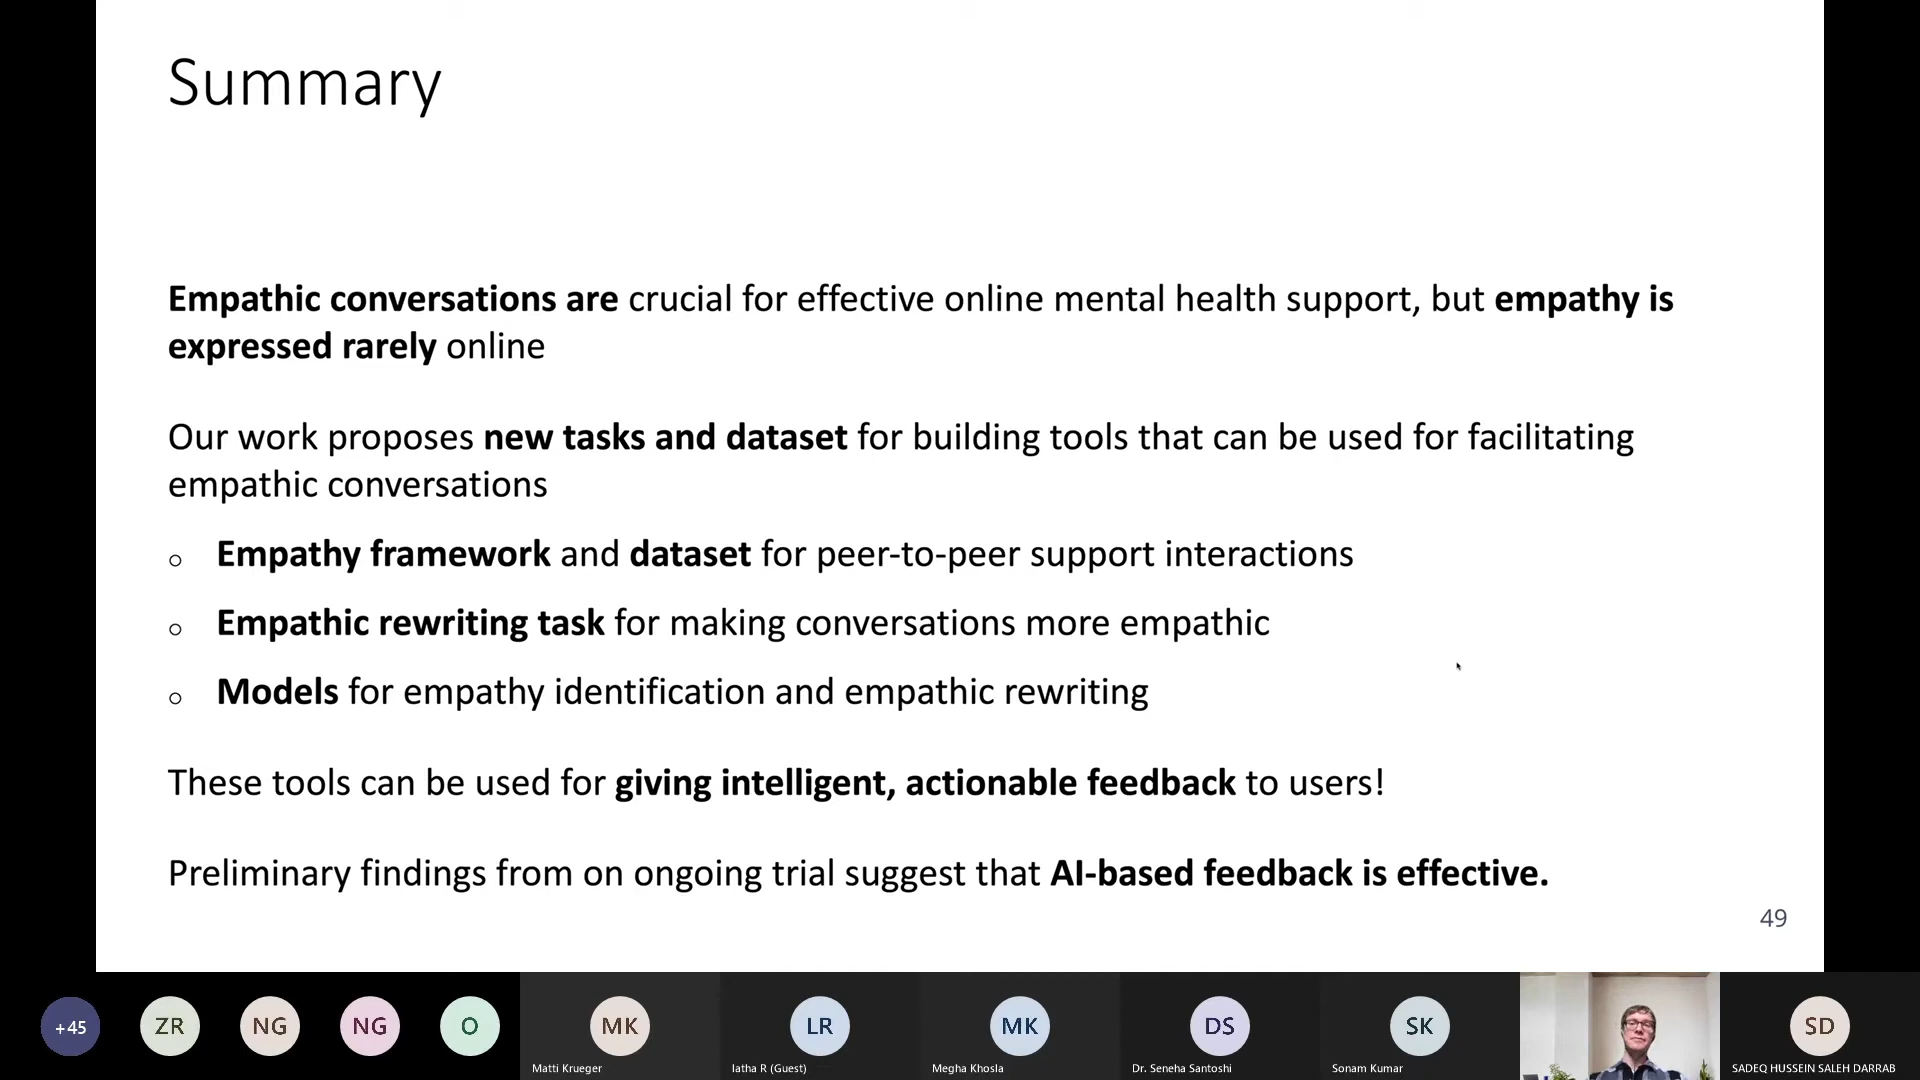 Summary
Empathic conversations are crucial for effective online mental health support, but empathy is
expressed rarely online
Our work proposes new tasks and dataset for building tools that can be used for facilitating
empathic conversations
Empathy framework and dataset for peer-to-peer support interactions
Empathic rewriting task for making conversations more empathic
Models for empathy identification and empathic rewriting
These tools can be used for giving intelligent, actionable feedback to users!
Preliminary findings from on ongoing trial suggest that AI-based feedback is effective.
49
+45 ZR NG NG O MK LR MK DS SK SD
Matti Krueger latha R (Guest) Megha Khosla Dr. Seneha Santoshi Sonam Kumar SADEQ HUSSEIN SALEH DARRAB